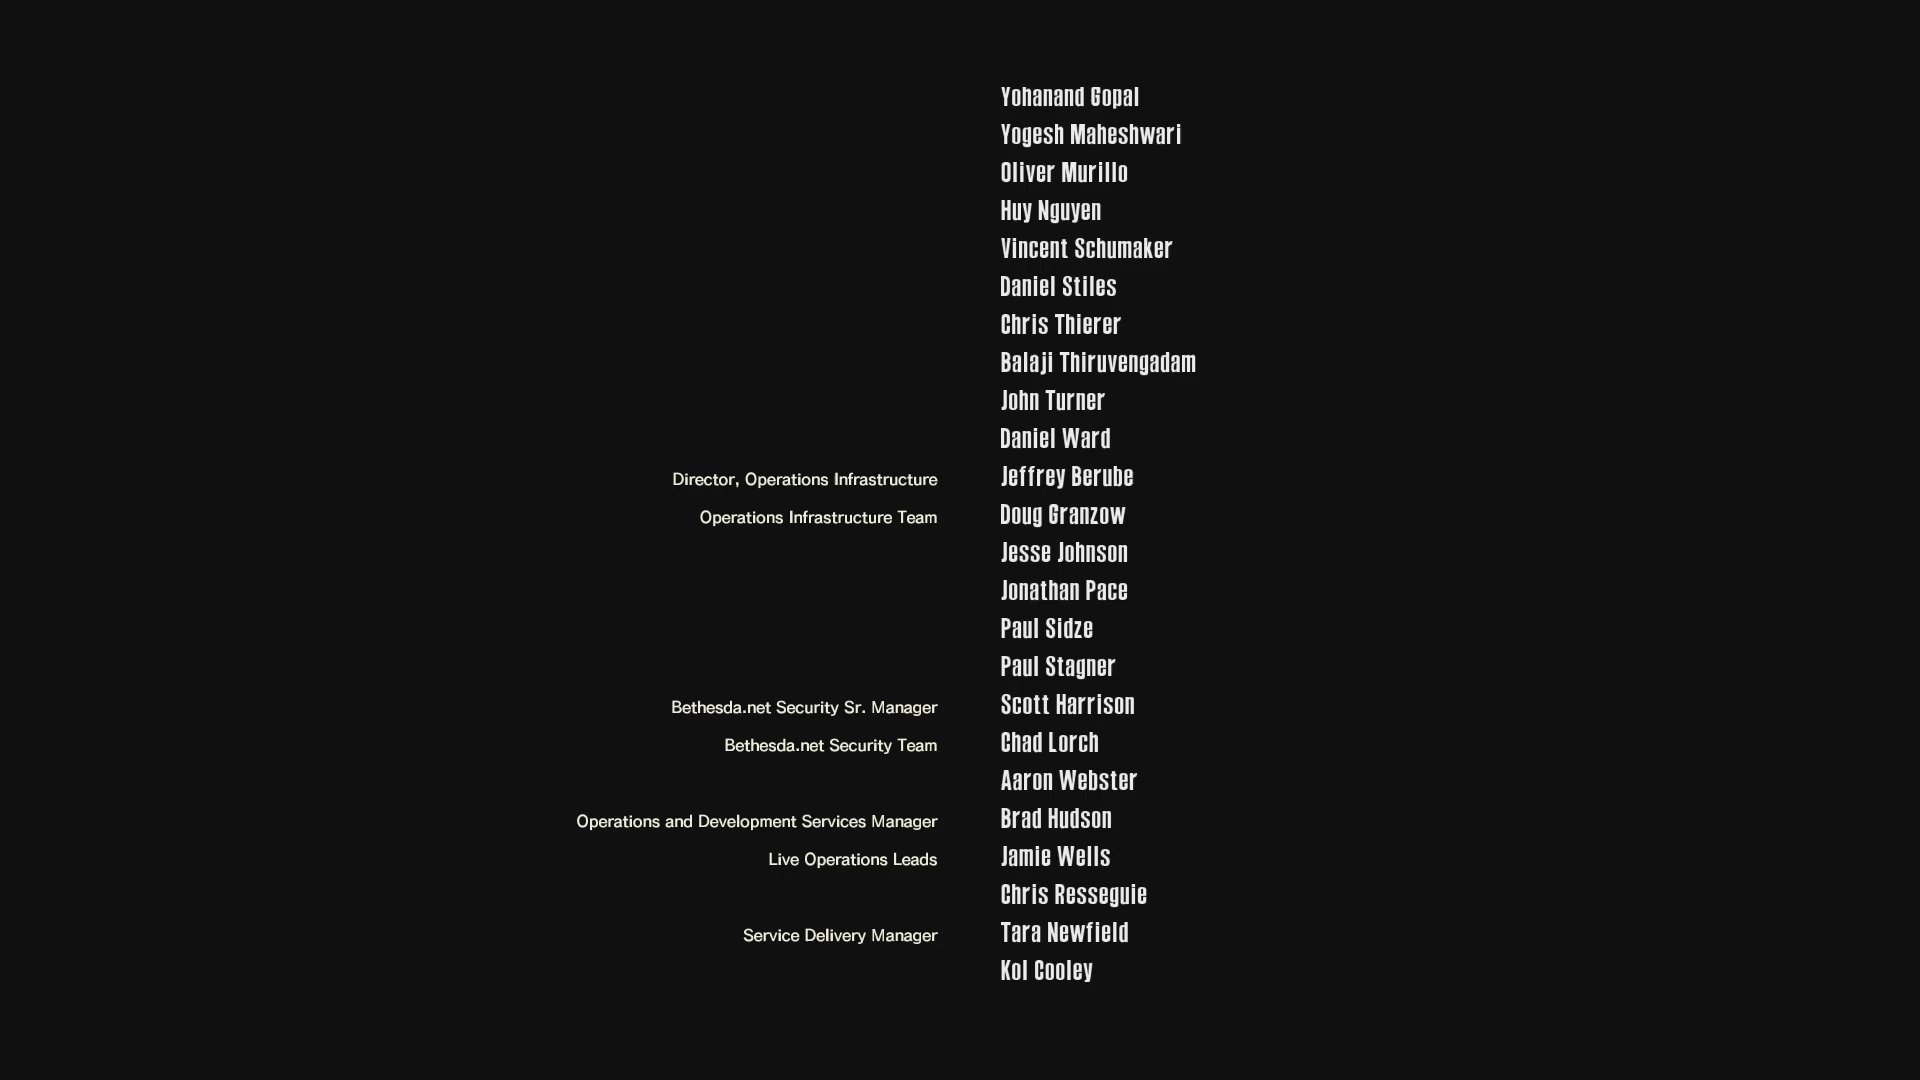 Yohanand Gopal
Yogesh Maheshwari
Oliver Murillo
Huy Nguyen
Vincent Schumaker
Daniel Stiles
Chris Thierer
Balaji Thiruvengadam
John Turner
Daniel Ward
Director, Operations Infrastructure Jeffrey Berube
Operations Infrastructure Team Doug Granzow
Jesse Johnson
Jonathan Pace
Paul Sidze
Paul Stagner
Bethesda.net Security Sr. Manager Scott Harrison
Bethesda.net Security Team Chad Lorch
Aaron Webster
Operations and Development Services Manager Brad Hudson
Live Operations Leads Jamie Wells
Chris Resseguie
Service Delivery Manager Tara Newfield
Kol Cooley